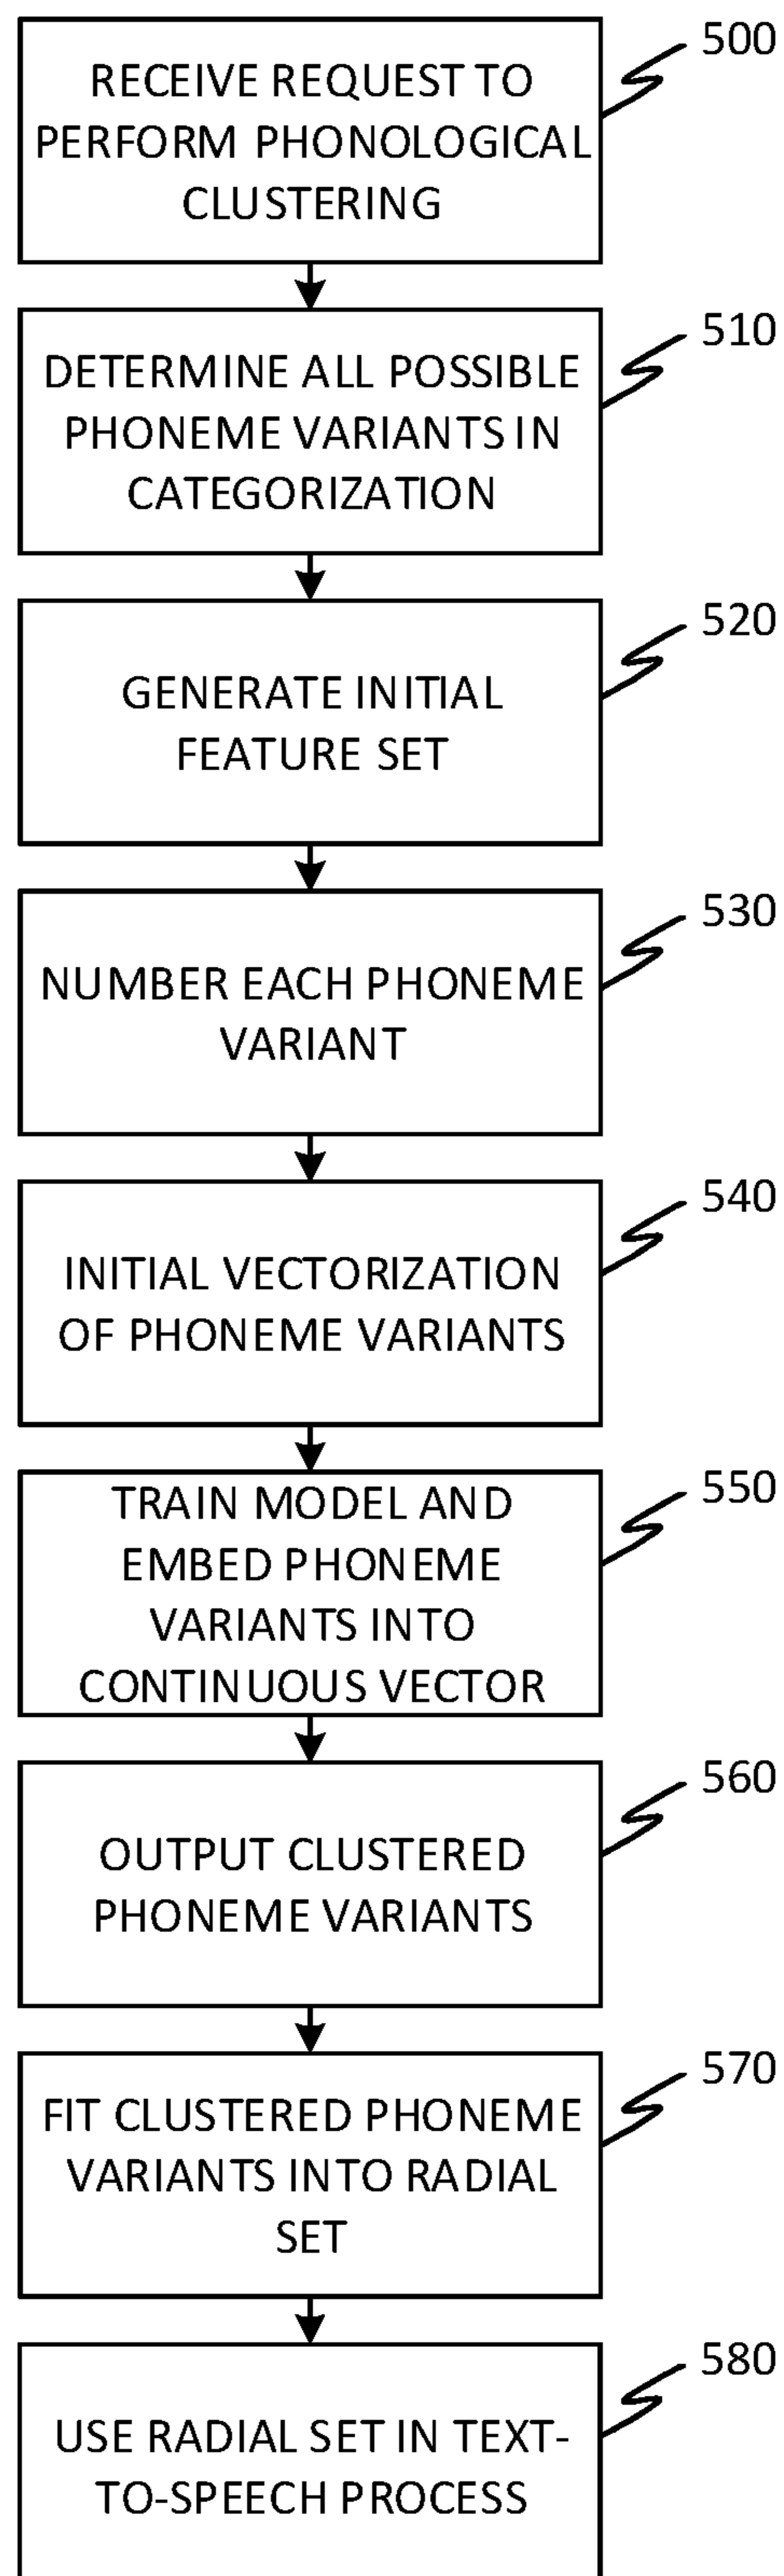 500
RECEIVE REQUEST TO
PERFORM PHONOLOGICAL
CLUSTERING
510
DETERMINE ALL POSSIBLE
PHONEME VARIANTS IN
CATEGORIZATION
520
GENERATE INITIAL
FEATURE SET
530
NUMBER EACH PHONEME
VARIANT
540
INITIAL VECTORIZATION
OF PHONEME VARIANTS
550
TRAIN MODEL AND
EMBED PHONEME
VARIANTS INTO
CONTINUOUS VECTOR
560
OUTPUT CLUSTERED
PHONEME VARIANTS
570
FIT CLUSTERED PHONEME
VARIANTS INTO RADIAL
SET
580
USE RADIAL SET IN TEXT-
TO-SPEECH PROCESS